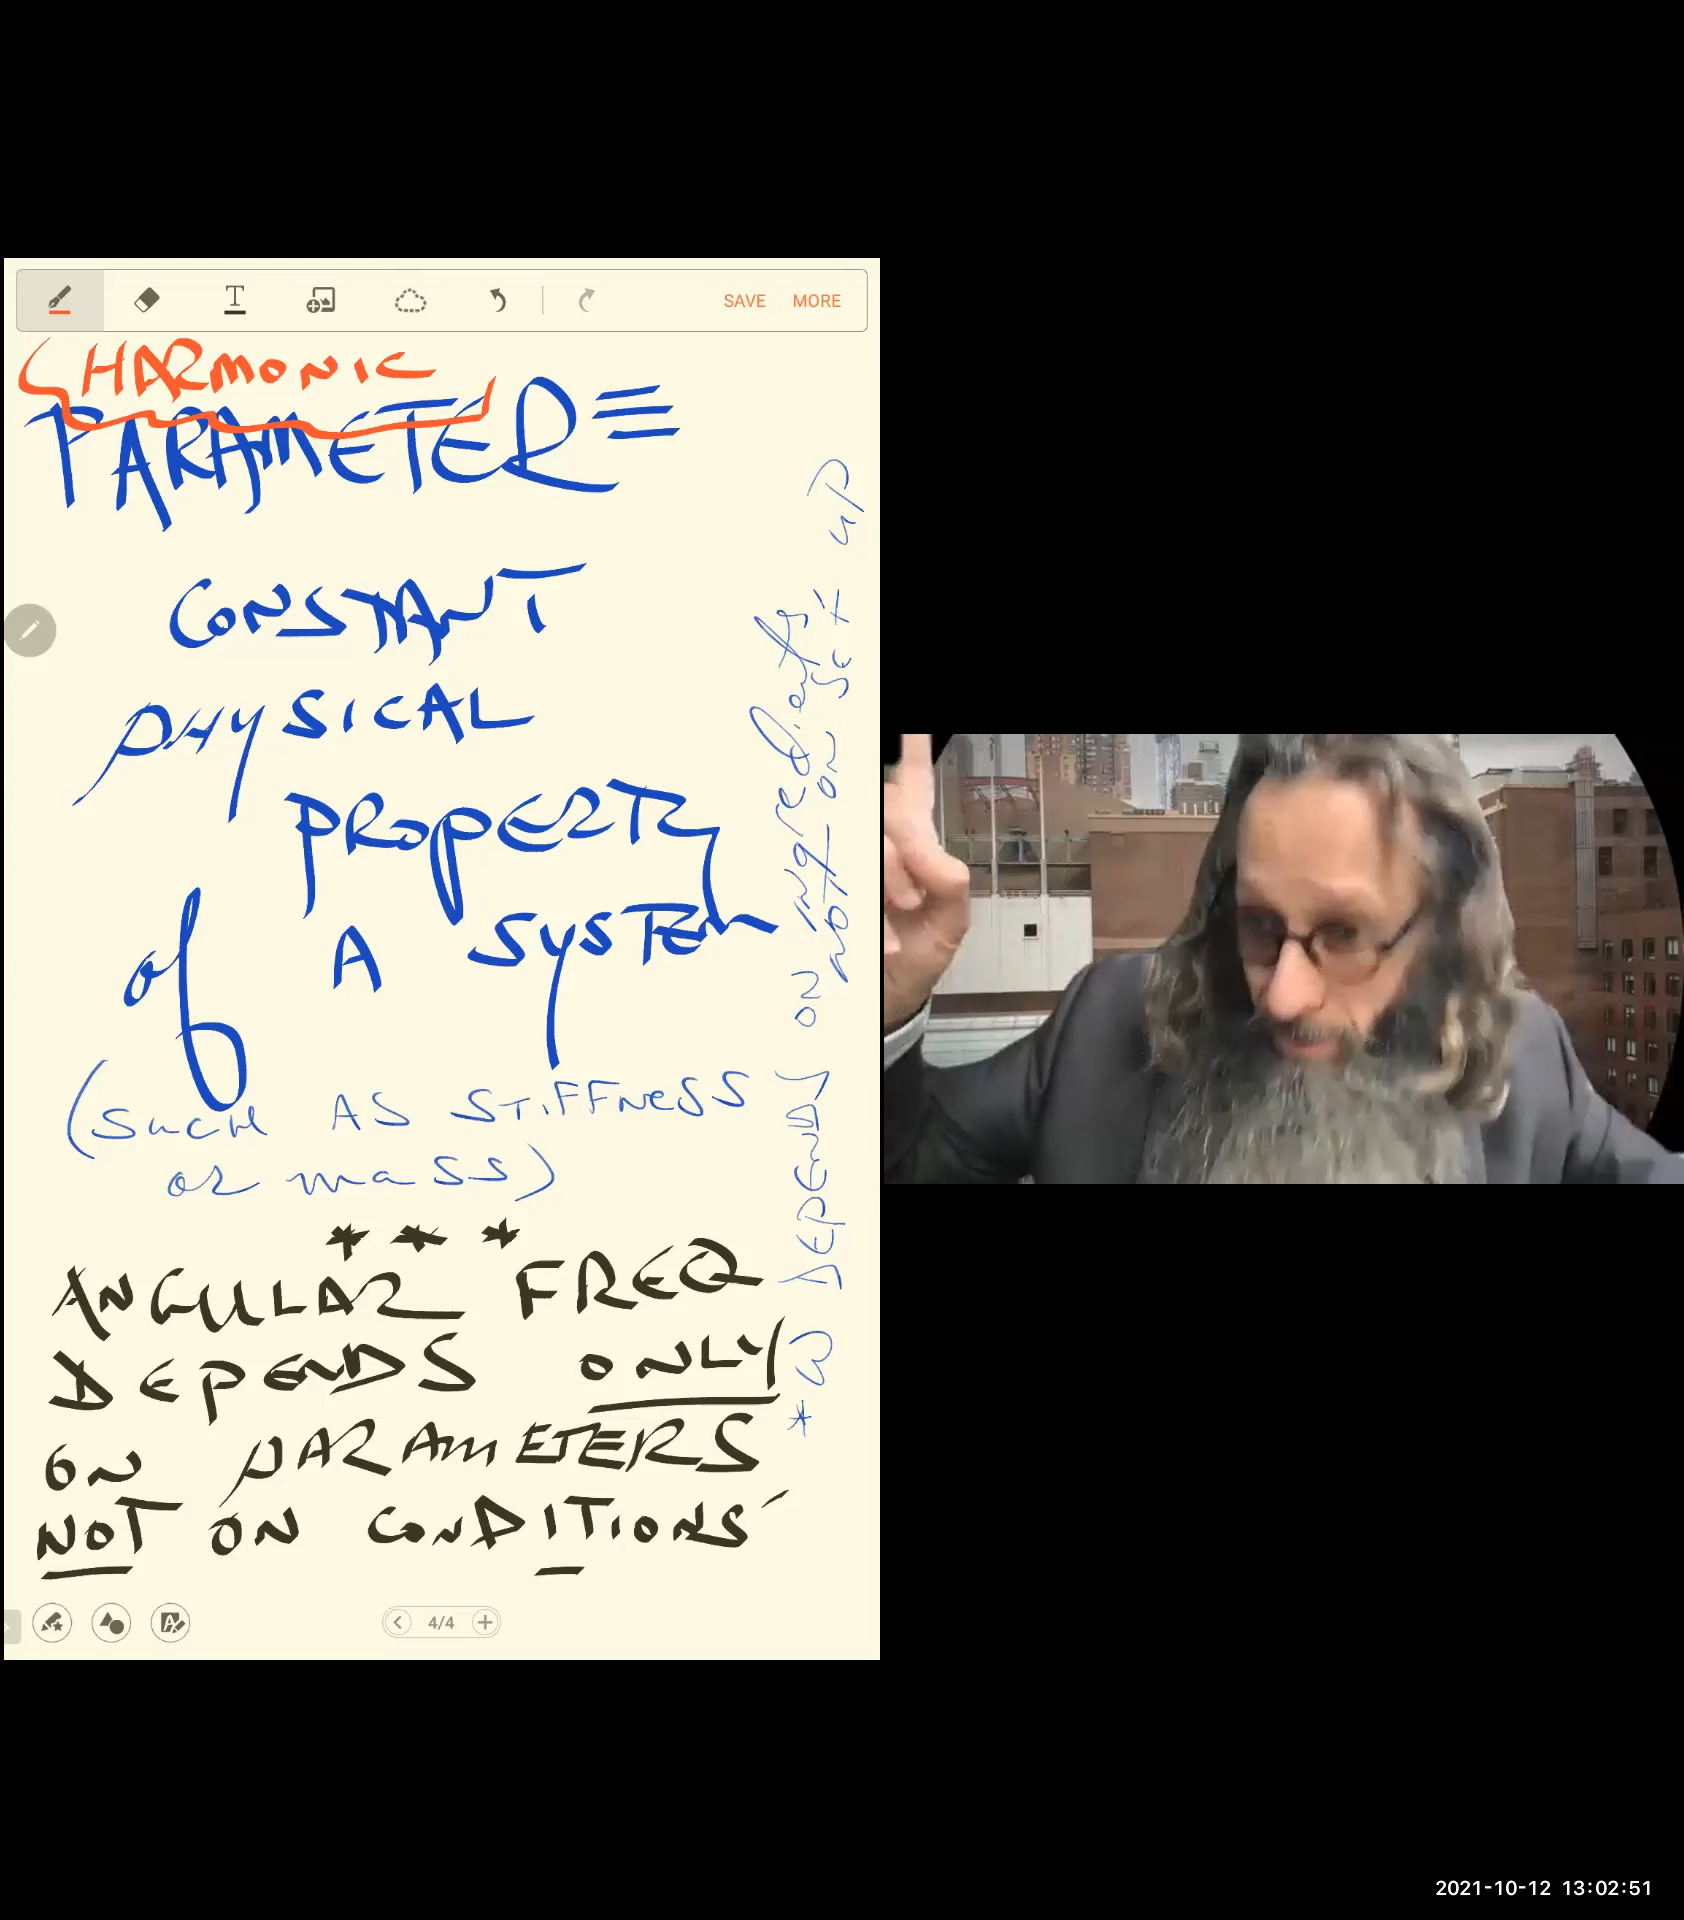 T
SAVE MORE
HARMONIC
PARAMETER ≡
CONSTANT
PHYSICAL
PROPERTY
of A SYSTEM
(SUCH AS STIFFNESS
or mass)
* * *
ANGULAR FREQ
DEPENDS ONLY
ON PARAMETERS
NOT ON CONDITIONS
* ω DEPENDS ON ingredients
NOT ON SET UP
4/4
2021-10-12 13:02:51